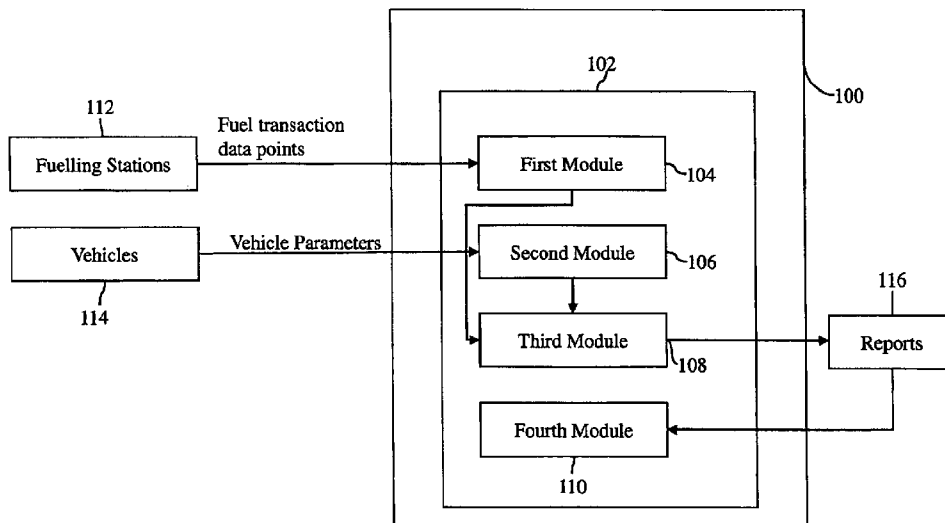 102
100
112
Fuelling Stations
Fuel transaction
data points
First Module
104
Vehicles
Vehicle Parameters
Second Module
106
114
116
Third Module
108
Reports
Fourth Module
110